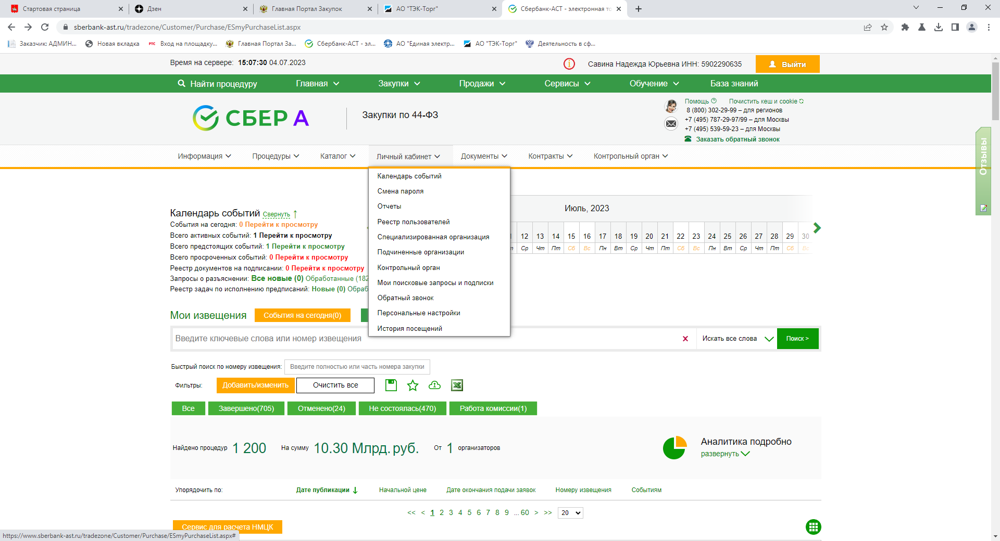 Стартовая страница
Дзен
Главная Портал Закупок
АО "ТЭК-Торг"
Сбербанк-АСТ - электронная то
sberbank-ast.ru/tradezone/Customer/Purchase/ESmyPurchaseList.aspx
Заказчик: АДМИН...
Новая вкладка
РТС Вход на площадку...
Главная Портал За...
Сбербанк-АСТ - эл...
АО "Единая электр...
АО "ТЭК-Торг"
Деятельность в сф...
Время на сервере: 15:07:30 04.07.2023
Савина Надежда Юрьевна ИНН: 5902290635
Выйти
Найти процедуру
Главная
Закупки
Продажи
Сервисы
Обучение
База знаний
СБЕР А
Закупки по 44-ФЗ
Помощь
Почистить кеш и cookie
8 (800) 302-29-99 – для регионов
+7 (495) 787-29-97/99 – для Москвы
+7 (495) 539-59-23 – для Москвы
Заказать обратный звонок
Отзывы
Информация
Процедуры
Каталог
Личный кабинет
Документы
Контракты
Контрольный орган
Календарь событий
Смена пароля
Отчеты
Реестр пользователей
Специализированная организация
Подчиненные организации
Контрольный орган
Мои поисковые запросы и подписки
Обратный звонок
Персональные настройки
История посещений
Календарь событий Свернуть
События на сегодня: 0 Перейти к просмотру
Всего активных событий: 1 Перейти к просмотру
Всего предстоящих событий: 1 Перейти к просмотру
Всего просроченных событий: 0 Перейти к просмотру
Реестр документов на подписании: 0 Перейти к просмотру
Запросы о разъяснении: Все новые (0) Обработанные (182
Реестр задач по исполнению предписаний: Новые (0) Обраб
Июль, 2023
12 13 14 15 16 17 18 19 20 21 22 23 24 25 26 27 28 29 30
Ср Чт Пт Сб Вс Пн Вт Ср Чт Пт Сб Вс Пн Вт Ср Чт Пт Сб Вс
Мои извещения
События на сегодня(0)
Введите ключевые слова или номер извещения
Искать все слова
Поиск >
Быстрый поиск по номеру извещения:
Введите полностью или часть номера закупки
Фильтры:
Добавить/изменить
Очистить все
Все
Завершено(705)
Отменено(24)
Не состоялась(470)
Работа комиссии(1)
Найдено процедур 1 200 На сумму 10.30 Млрд. руб. От 1 организаторов
Аналитика подробно
развернуть
Упорядочить по:
Дате публикации
Начальной цене
Дате окончания подачи заявок
Номеру извещения
Событиям
<< < 1 2 3 4 5 6 7 8 9 ... 60 > >> 20
Сервис для расчета НМЦК
https://www.sberbank-ast.ru/tradezone/Customer/Purchase/ESmyPurchaseList.aspx#